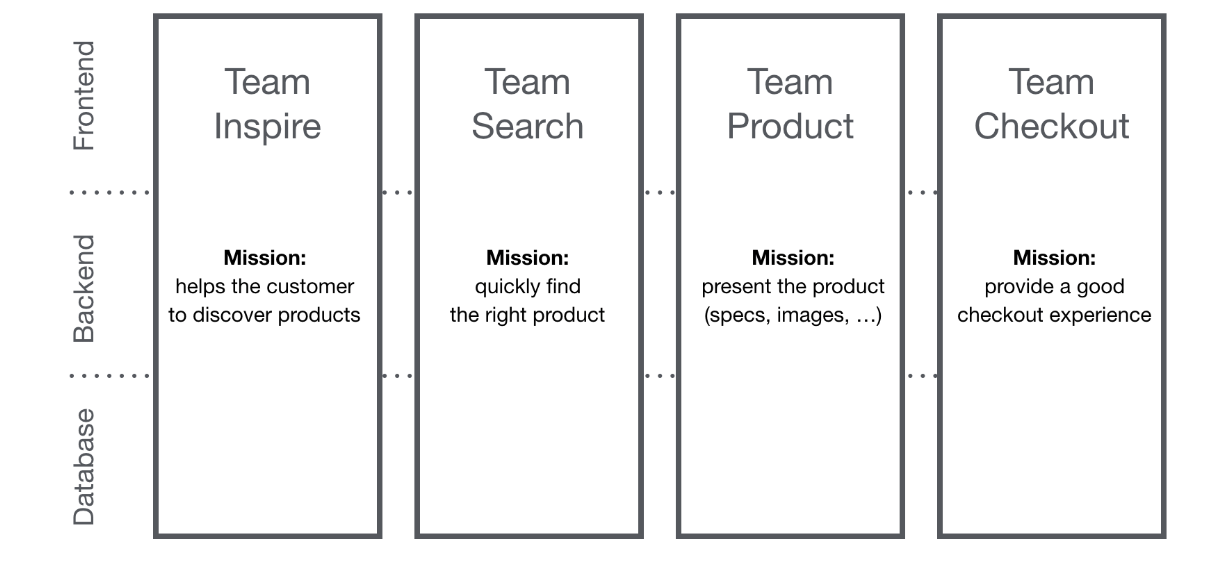 Frontend
Backend
Database
Team
Inspire
Mission:
helps the customer
to discover products
Team
Search
Mission:
quickly find
the right product
Team
Product
Mission:
present the product
(specs, images, …)
Team
Checkout
Mission:
provide a good
checkout experience